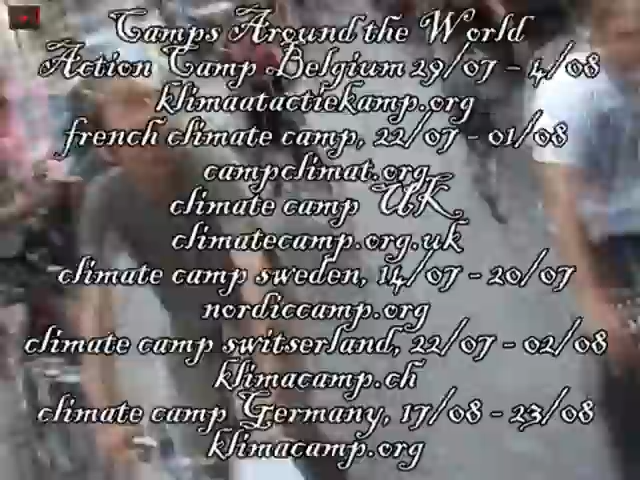 Camps Around the World
Action Camp Belgium 29/07 - 4/08
klimaatactiekamp.org
french climate camp, 22/07 - 01/08
campclimat.org
climate camp UK
climatecamp.org.uk
climate camp sweden, 14/07 - 20/07
nordiccamp.org
climate camp switserland, 22/07 - 02/08
klimacamp.ch
climate camp Germany, 17/08 - 23/08
klimacamp.org